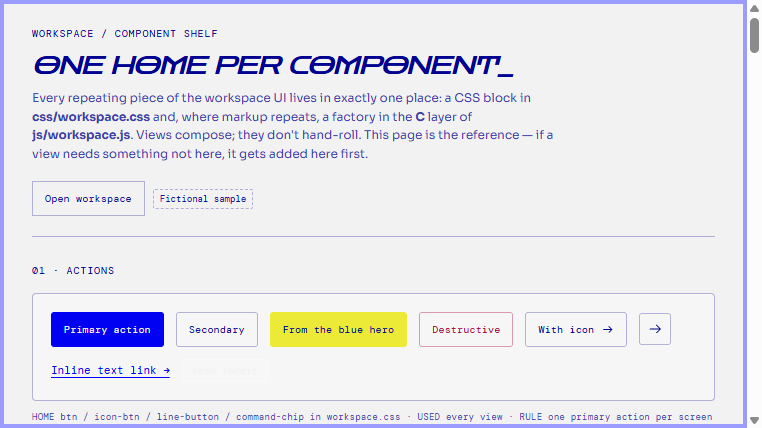 WORKSPACE / COMPONENT SHELF
ONE HOME PER COMPONENT_
Every repeating piece of the workspace UI lives in exactly one place: a CSS block in
css/workspace.css and, where markup repeats, a factory in the C layer of
js/workspace.js. Views compose; they don't hand-roll. This page is the reference — if a
view needs something not here, it gets added here first.
Open workspace
Fictional sample
01 · ACTIONS
Primary action
Secondary
From the blue hero
Destructive
With icon →
→
Inline text link →
HOME btn / icon-btn / line-button / command-chip in workspace.css · USED every view · RULE one primary action per screen